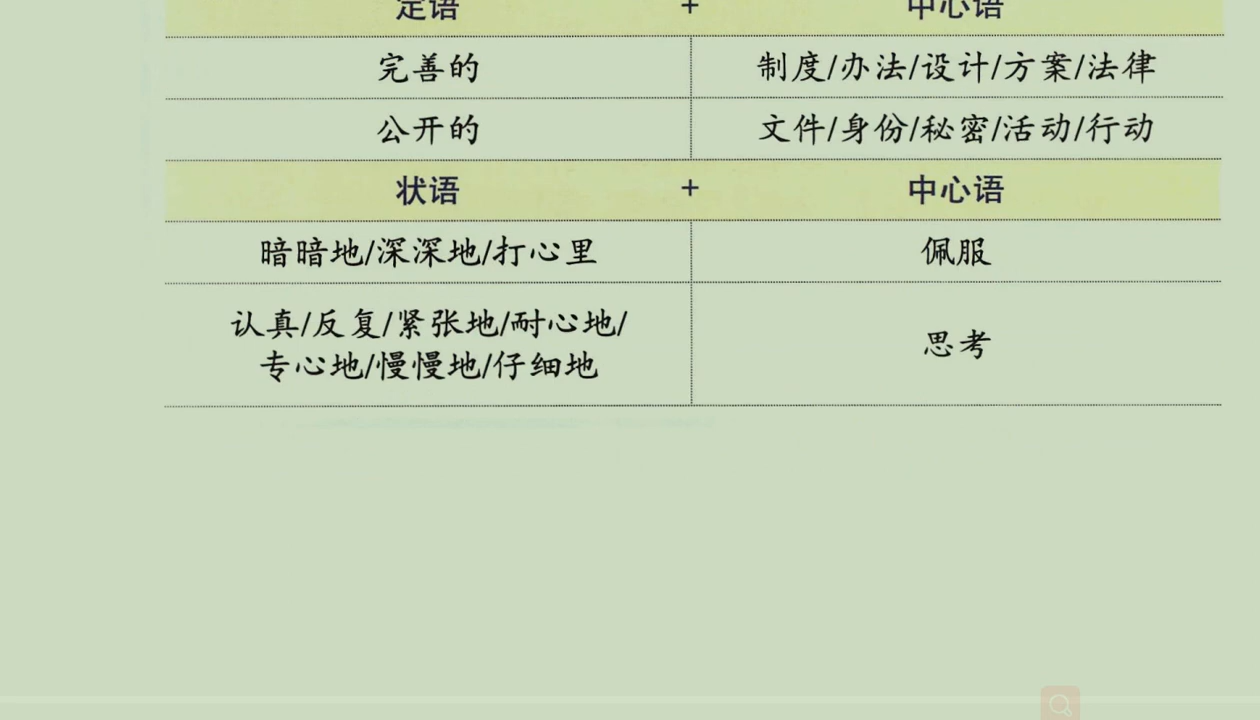 定语 + 中心语
完善的 制度/办法/设计/方案/法律
公开的 文件/身份/秘密/活动/行动
状语 + 中心语
暗暗地/深深地/打心里 佩服
认真/反复/紧张地/耐心地/
专心地/慢慢地/仔细地 思考